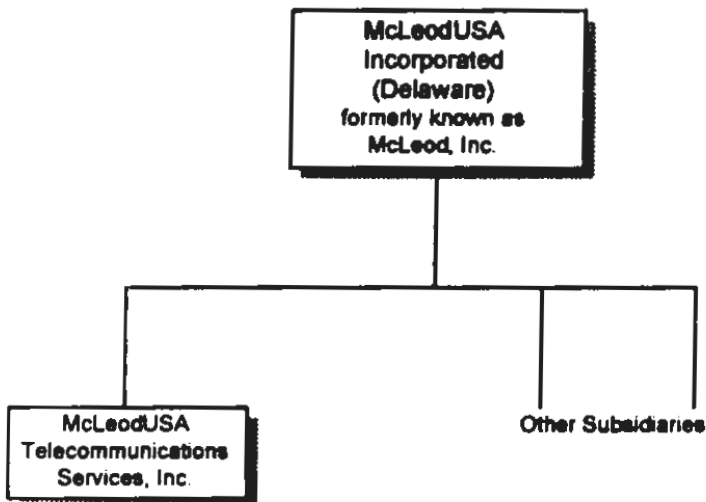 McLeodUSA
Incorporated
(Delaware)
formerly known as
McLeod, Inc.
McLeodUSA
Telecommunications
Services, Inc.
Other Subsidiaries